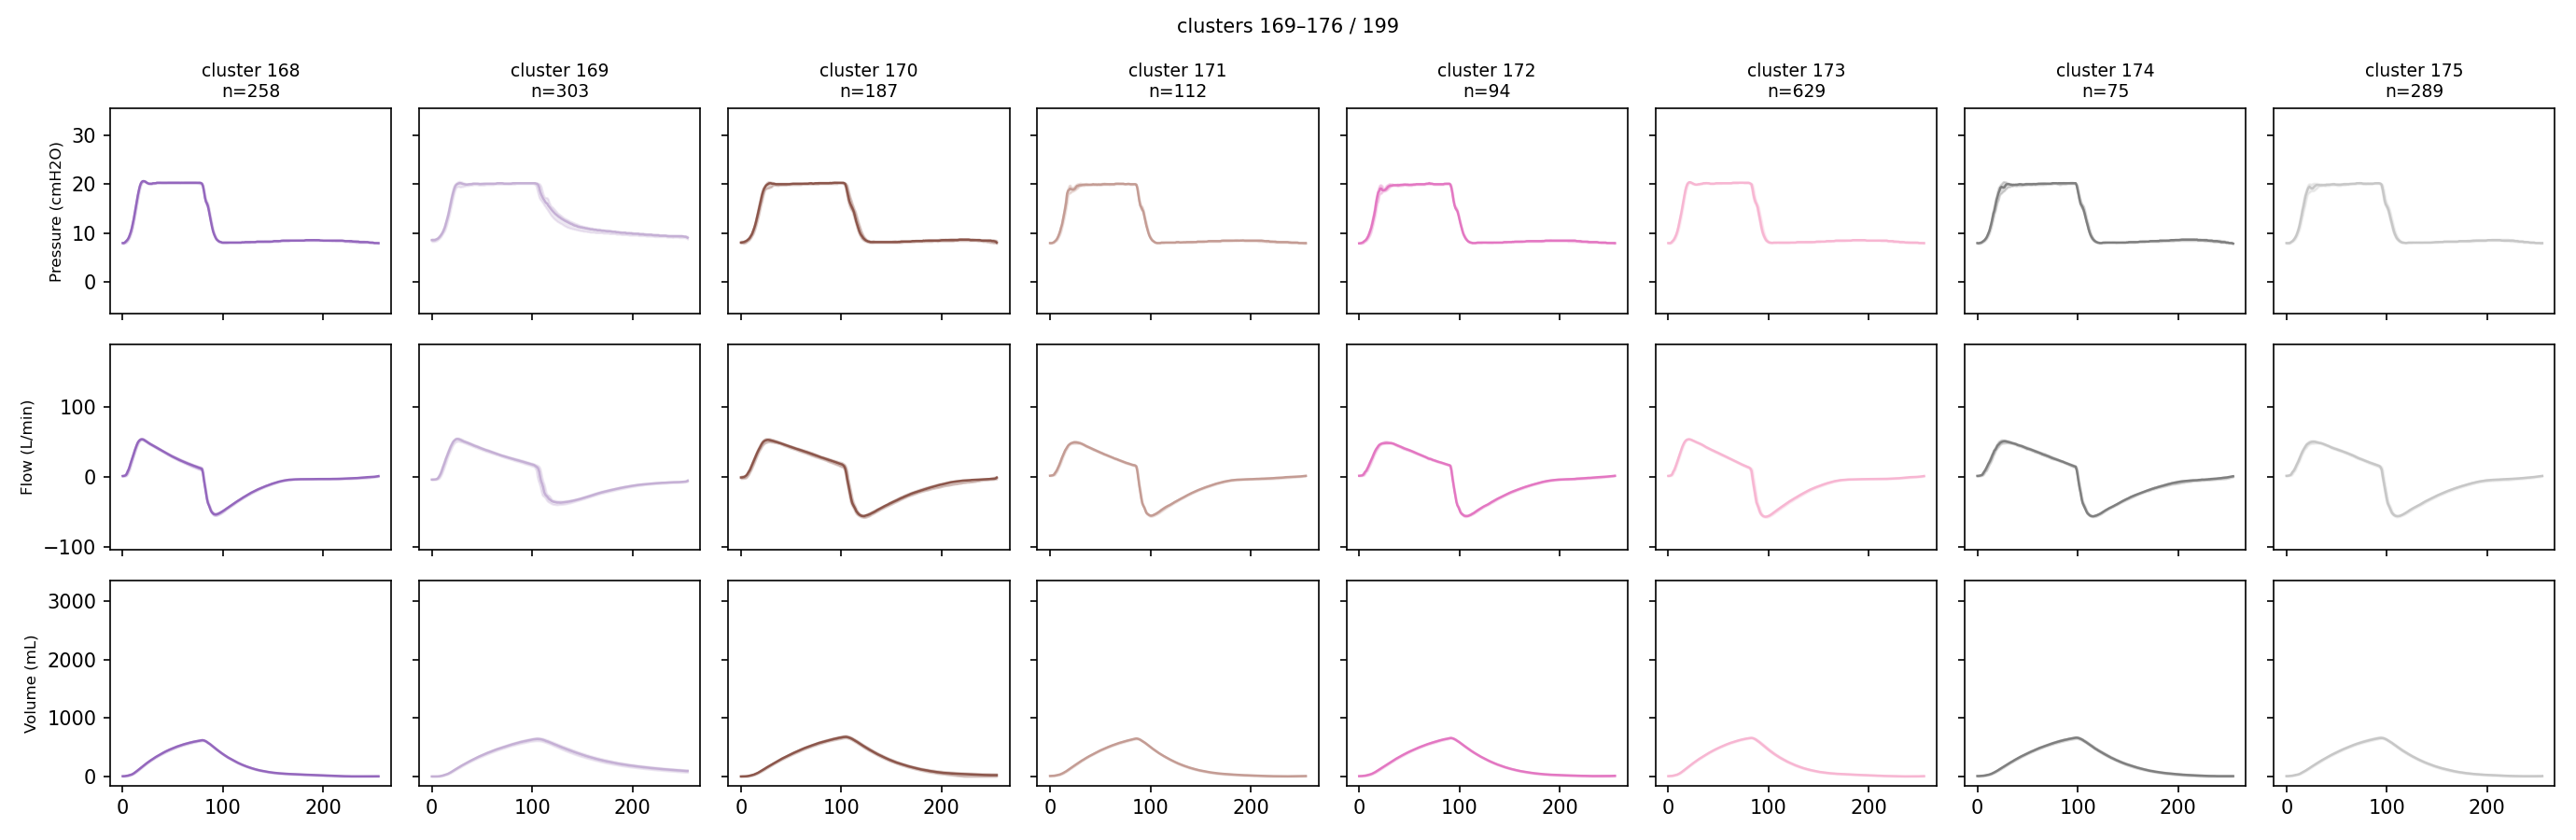 clusters 169–176 / 199
cluster 168
n=258
cluster 169
n=303
cluster 170
n=187
cluster 171
n=112
cluster 172
n=94
cluster 173
n=629
cluster 174
n=75
cluster 175
n=289
Pressure (cmH2O)
30
20
10
0
Flow (L/min)
100
0
−100
Volume (mL)
3000
2000
1000
0
0 100 200
0 100 200
0 100 200
0 100 200
0 100 200
0 100 200
0 100 200
0 100 200